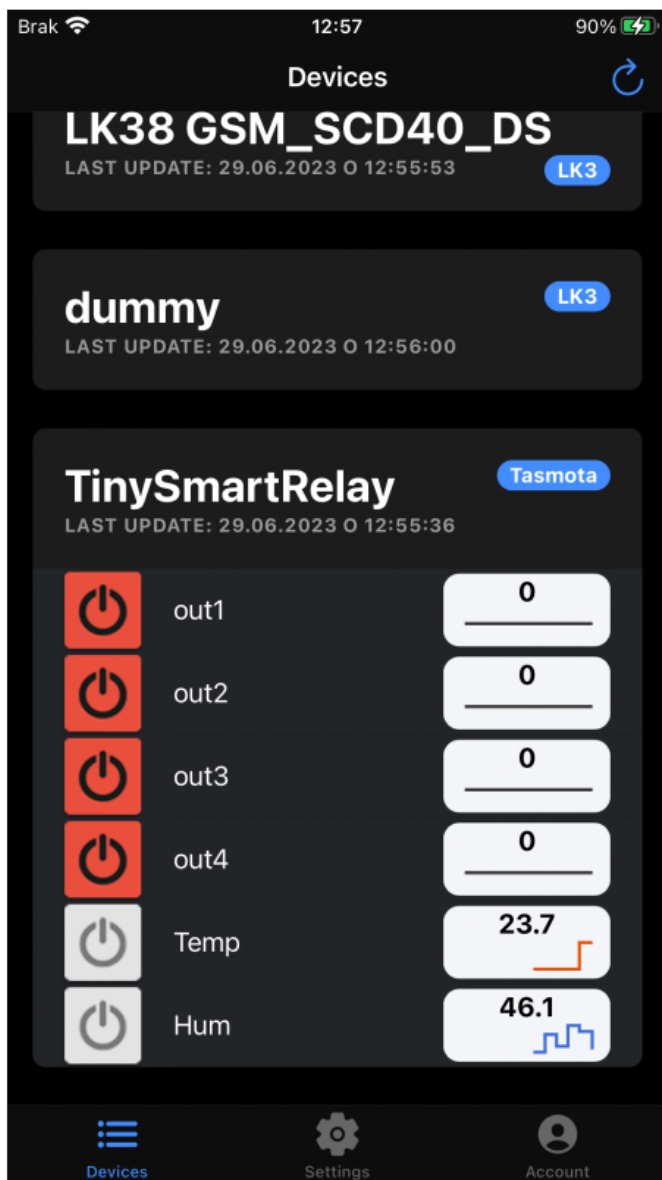 Brak 12:57 90%
Devices
LK38 GSM_SCD40_DS
LAST UPDATE: 29.06.2023 O 12:55:53 LK3
dummy LK3
LAST UPDATE: 29.06.2023 O 12:56:00
TinySmartRelay Tasmota
LAST UPDATE: 29.06.2023 O 12:55:36
out1 0
out2 0
out3 0
out4 0
Temp 23.7
Hum 46.1
Devices Settings Account